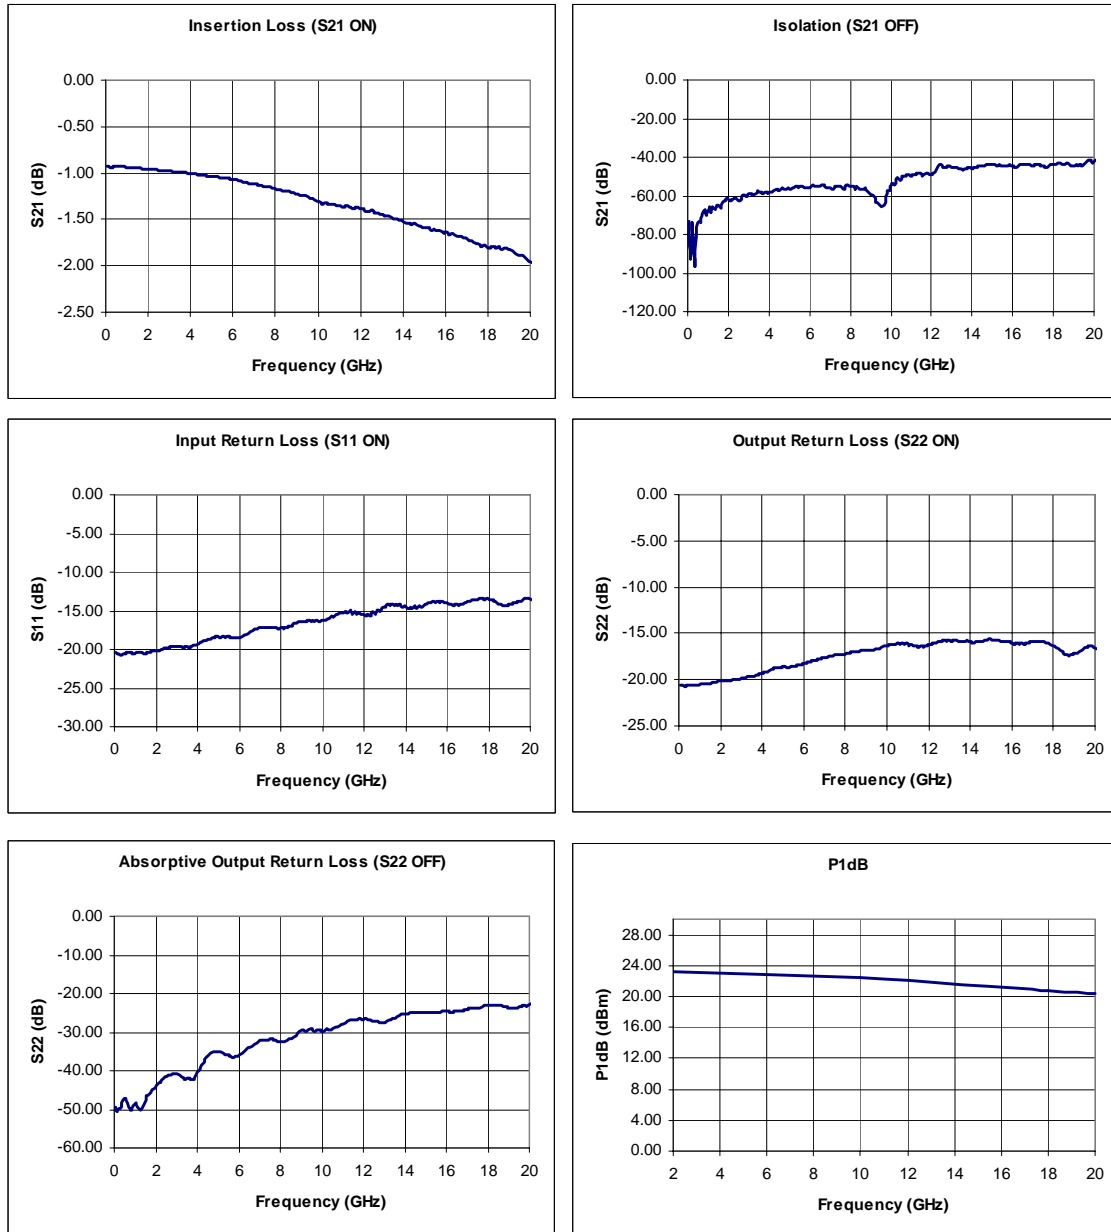 Insertion Loss (S21 ON)
0.00
-0.50
-1.00
-1.50
-2.00
-2.50
S21 (dB)
0 2 4 6 8 10 12 14 16 18 20
Frequency (GHz)
Isolation (S21 OFF)
0.00
-20.00
-40.00
-60.00
-80.00
-100.00
-120.00
S21 (dB)
0 2 4 6 8 10 12 14 16 18 20
Frequency (GHz)
Input Return Loss (S11 ON)
0.00
-5.00
-10.00
-15.00
-20.00
-25.00
-30.00
S11 (dB)
0 2 4 6 8 10 12 14 16 18 20
Frequency (GHz)
Output Return Loss (S22 ON)
0.00
-5.00
-10.00
-15.00
-20.00
-25.00
S22 (dB)
0 2 4 6 8 10 12 14 16 18 20
Frequency (GHz)
Absorptive Output Return Loss (S22 OFF)
0.00
-10.00
-20.00
-30.00
-40.00
-50.00
-60.00
S22 (dB)
0 2 4 6 8 10 12 14 16 18 20
Frequency (GHz)
P1dB
28.00
24.00
20.00
16.00
12.00
8.00
4.00
0.00
P1dB (dBm)
2 4 6 8 10 12 14 16 18 20
Frequency (GHz)